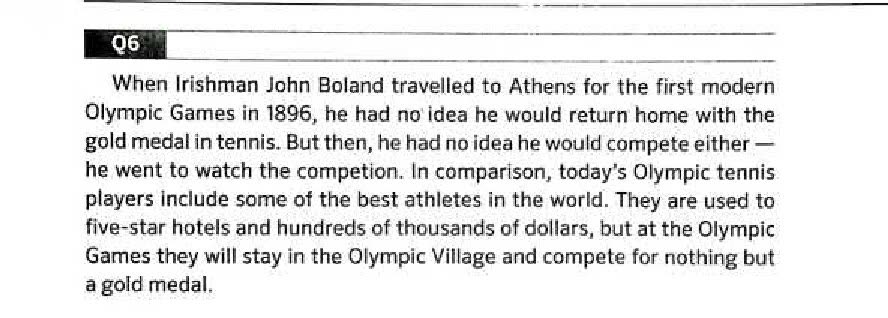 Q6
When Irishman John Boland travelled to Athens for the first modern
Olympic Games in 1896, he had no idea he would return home with the
gold medal in tennis. But then, he had no idea he would compete either —
he went to watch the competion. In comparison, today's Olympic tennis
players include some of the best athletes in the world. They are used to
five-star hotels and hundreds of thousands of dollars, but at the Olympic
Games they will stay in the Olympic Village and compete for nothing but
a gold medal.